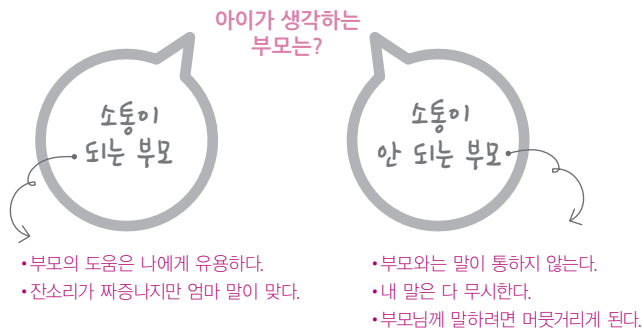 아이가 생각하는
부모는?
소통이
되는 부모
소통이
안 되는 부모
•부모의 도움은 나에게 유용하다.
•잔소리가 짜증나지만 엄마 말이 맞다.
•부모와는 말이 통하지 않는다.
•내 말은 다 무시한다.
•부모님께 말하려면 머뭇거리게 된다.